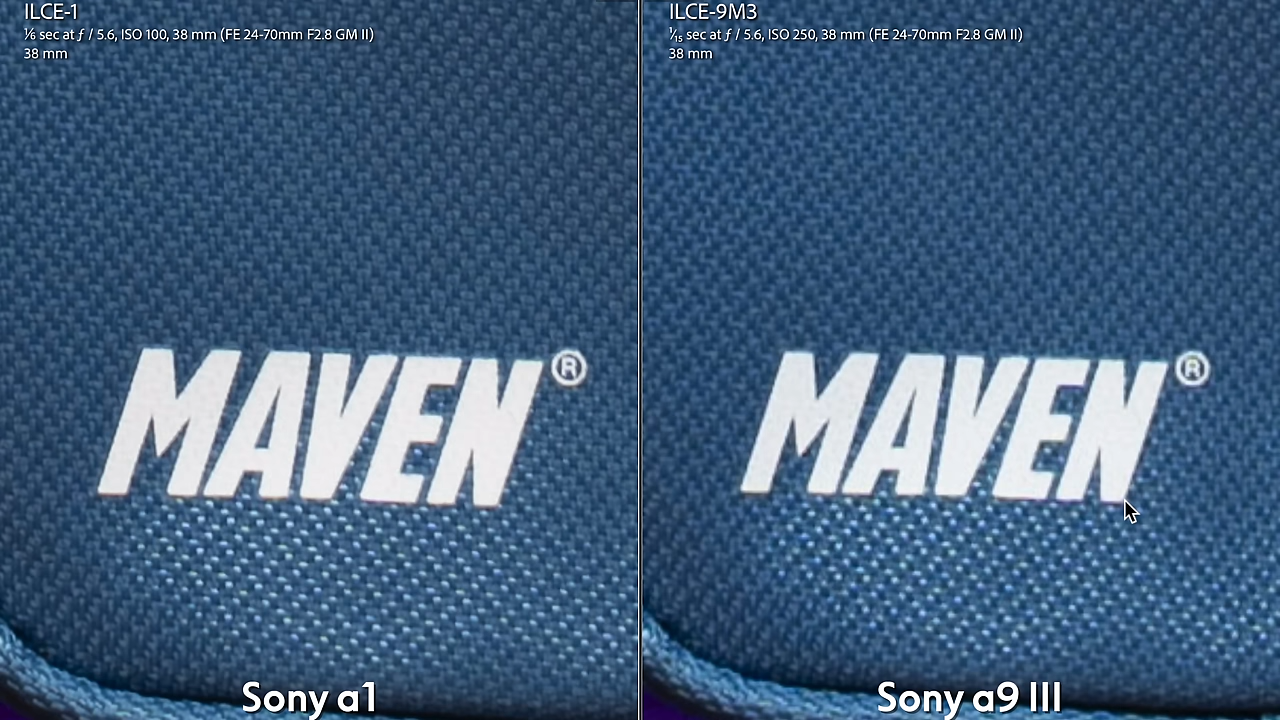 ILCE-1
⅙ sec at ƒ / 5.6, ISO 100, 38 mm (FE 24-70mm F2.8 GM II)
38 mm
ILCE-9M3
¹⁄₁₅ sec at ƒ / 5.6, ISO 250, 38 mm (FE 24-70mm F2.8 GM II)
38 mm
MAVEN®
MAVEN®
Sony a1
Sony a9 III